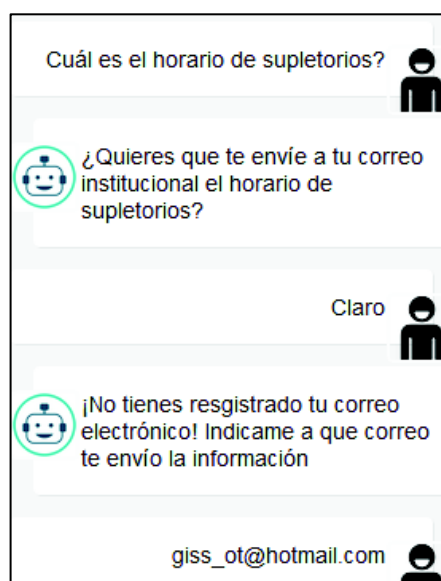 Cuál es el horario de supletorios?
¿Quieres que te envíe a tu correo
institucional el horario de
supletorios?
Claro
¡No tienes resgistrado tu correo
electrónico! Indicame a que correo
te envío la información
giss_ot@hotmail.com